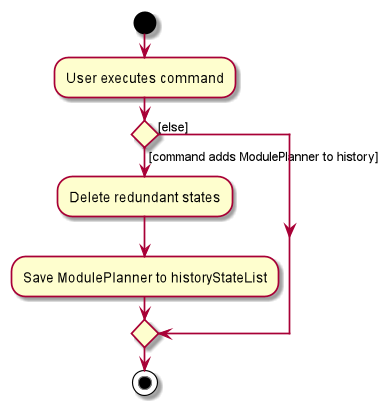 User executes command
[else]
[command adds ModulePlanner to history]
Delete redundant states
Save ModulePlanner to historyStateList